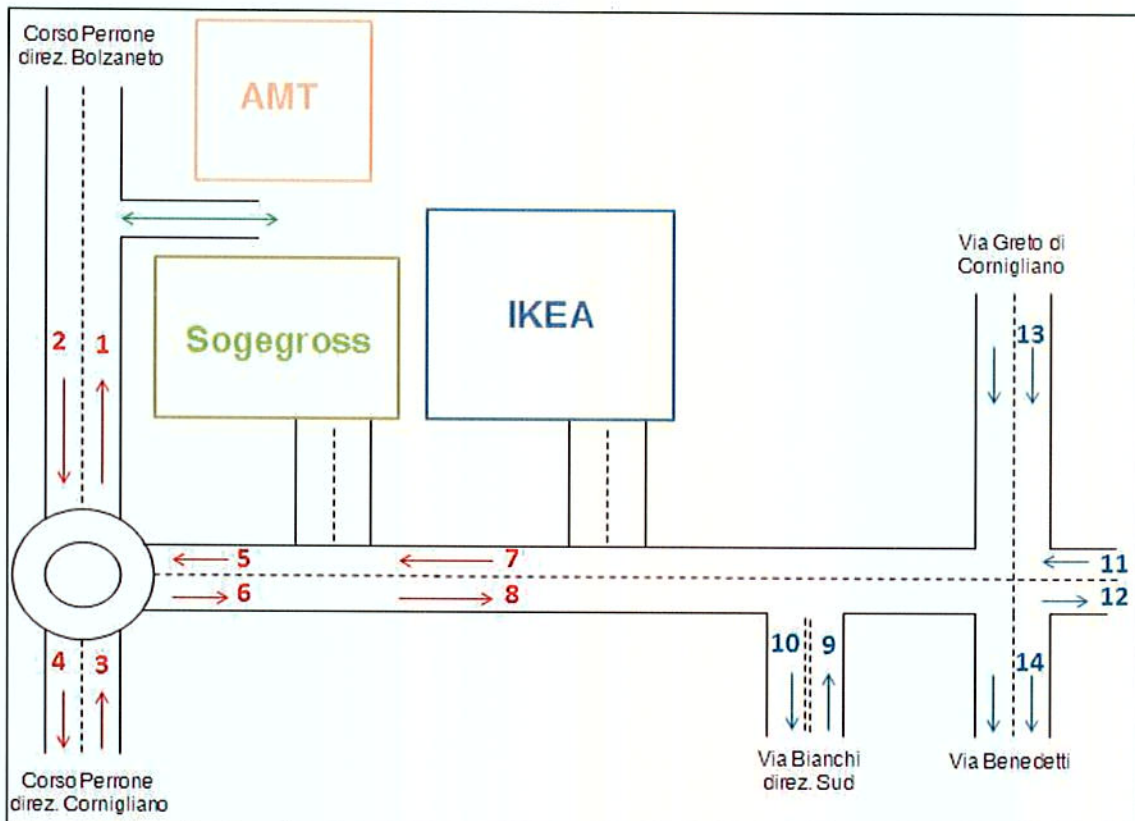 Corso Perrone
direz. Bolzaneto
AMT
Via Greto di
Cornigliano
IKEA
Sogegross
2
1
13
5
7
11
6
8
12
4
3
10
9
14
Corso Perrone
direz. Cornigliano
Via Bianchi
direz. Sud
Via Benedetti